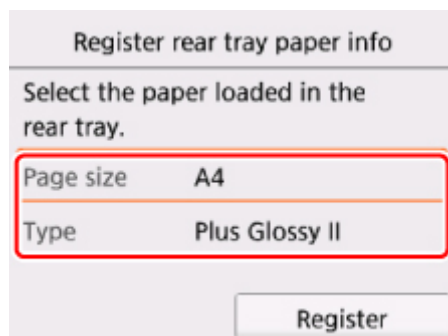 Register rear tray paper info
Select the paper loaded in the
rear tray.
Page size A4
Type Plus Glossy II
Register